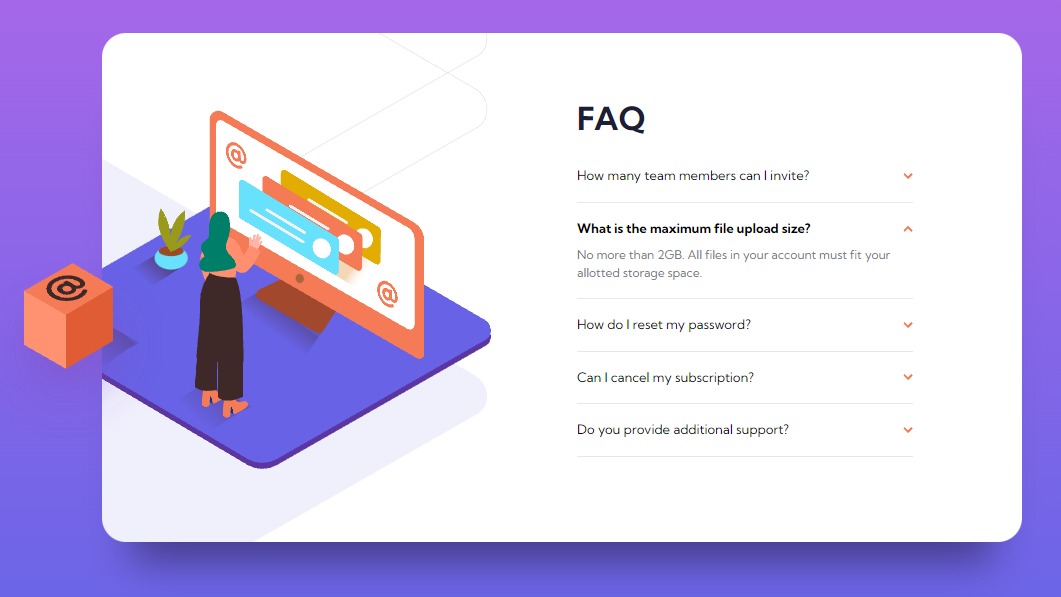 @
@
@
FAQ
How many team members can I invite?
What is the maximum file upload size?
No more than 2GB. All files in your account must fit your
allotted storage space.
How do I reset my password?
Can I cancel my subscription?
Do you provide additional support?